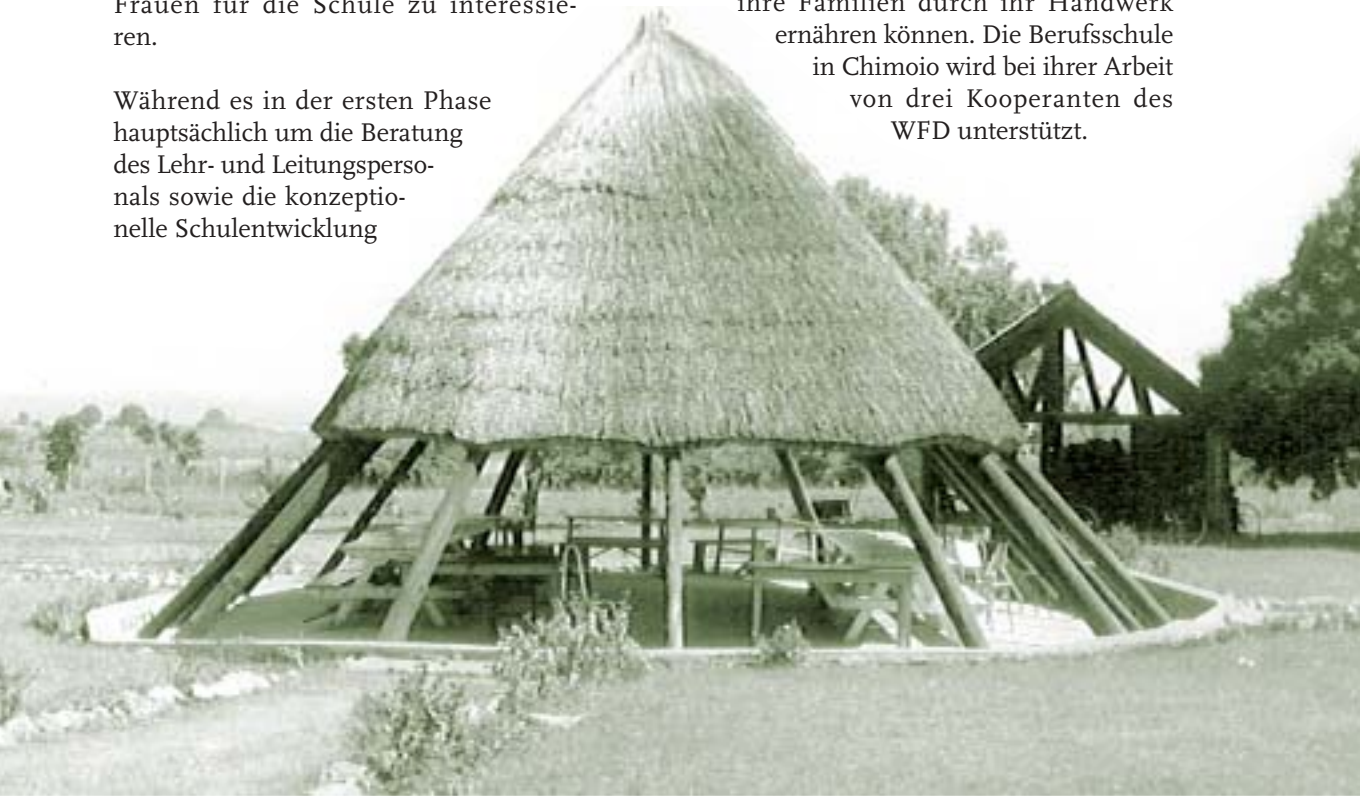 Frauen für die Schule zu interessie-
ren.
Während es in der ersten Phase
hauptsächlich um die Beratung
des Lehr- und Leitungsperso-
nals sowie die konzeptio-
nelle Schulentwicklung
ihre Familien durch ihr Handwerk
ernähren können. Die Berufsschule
in Chimoio wird bei ihrer Arbeit
von drei Kooperanten des
WFD unterstützt.